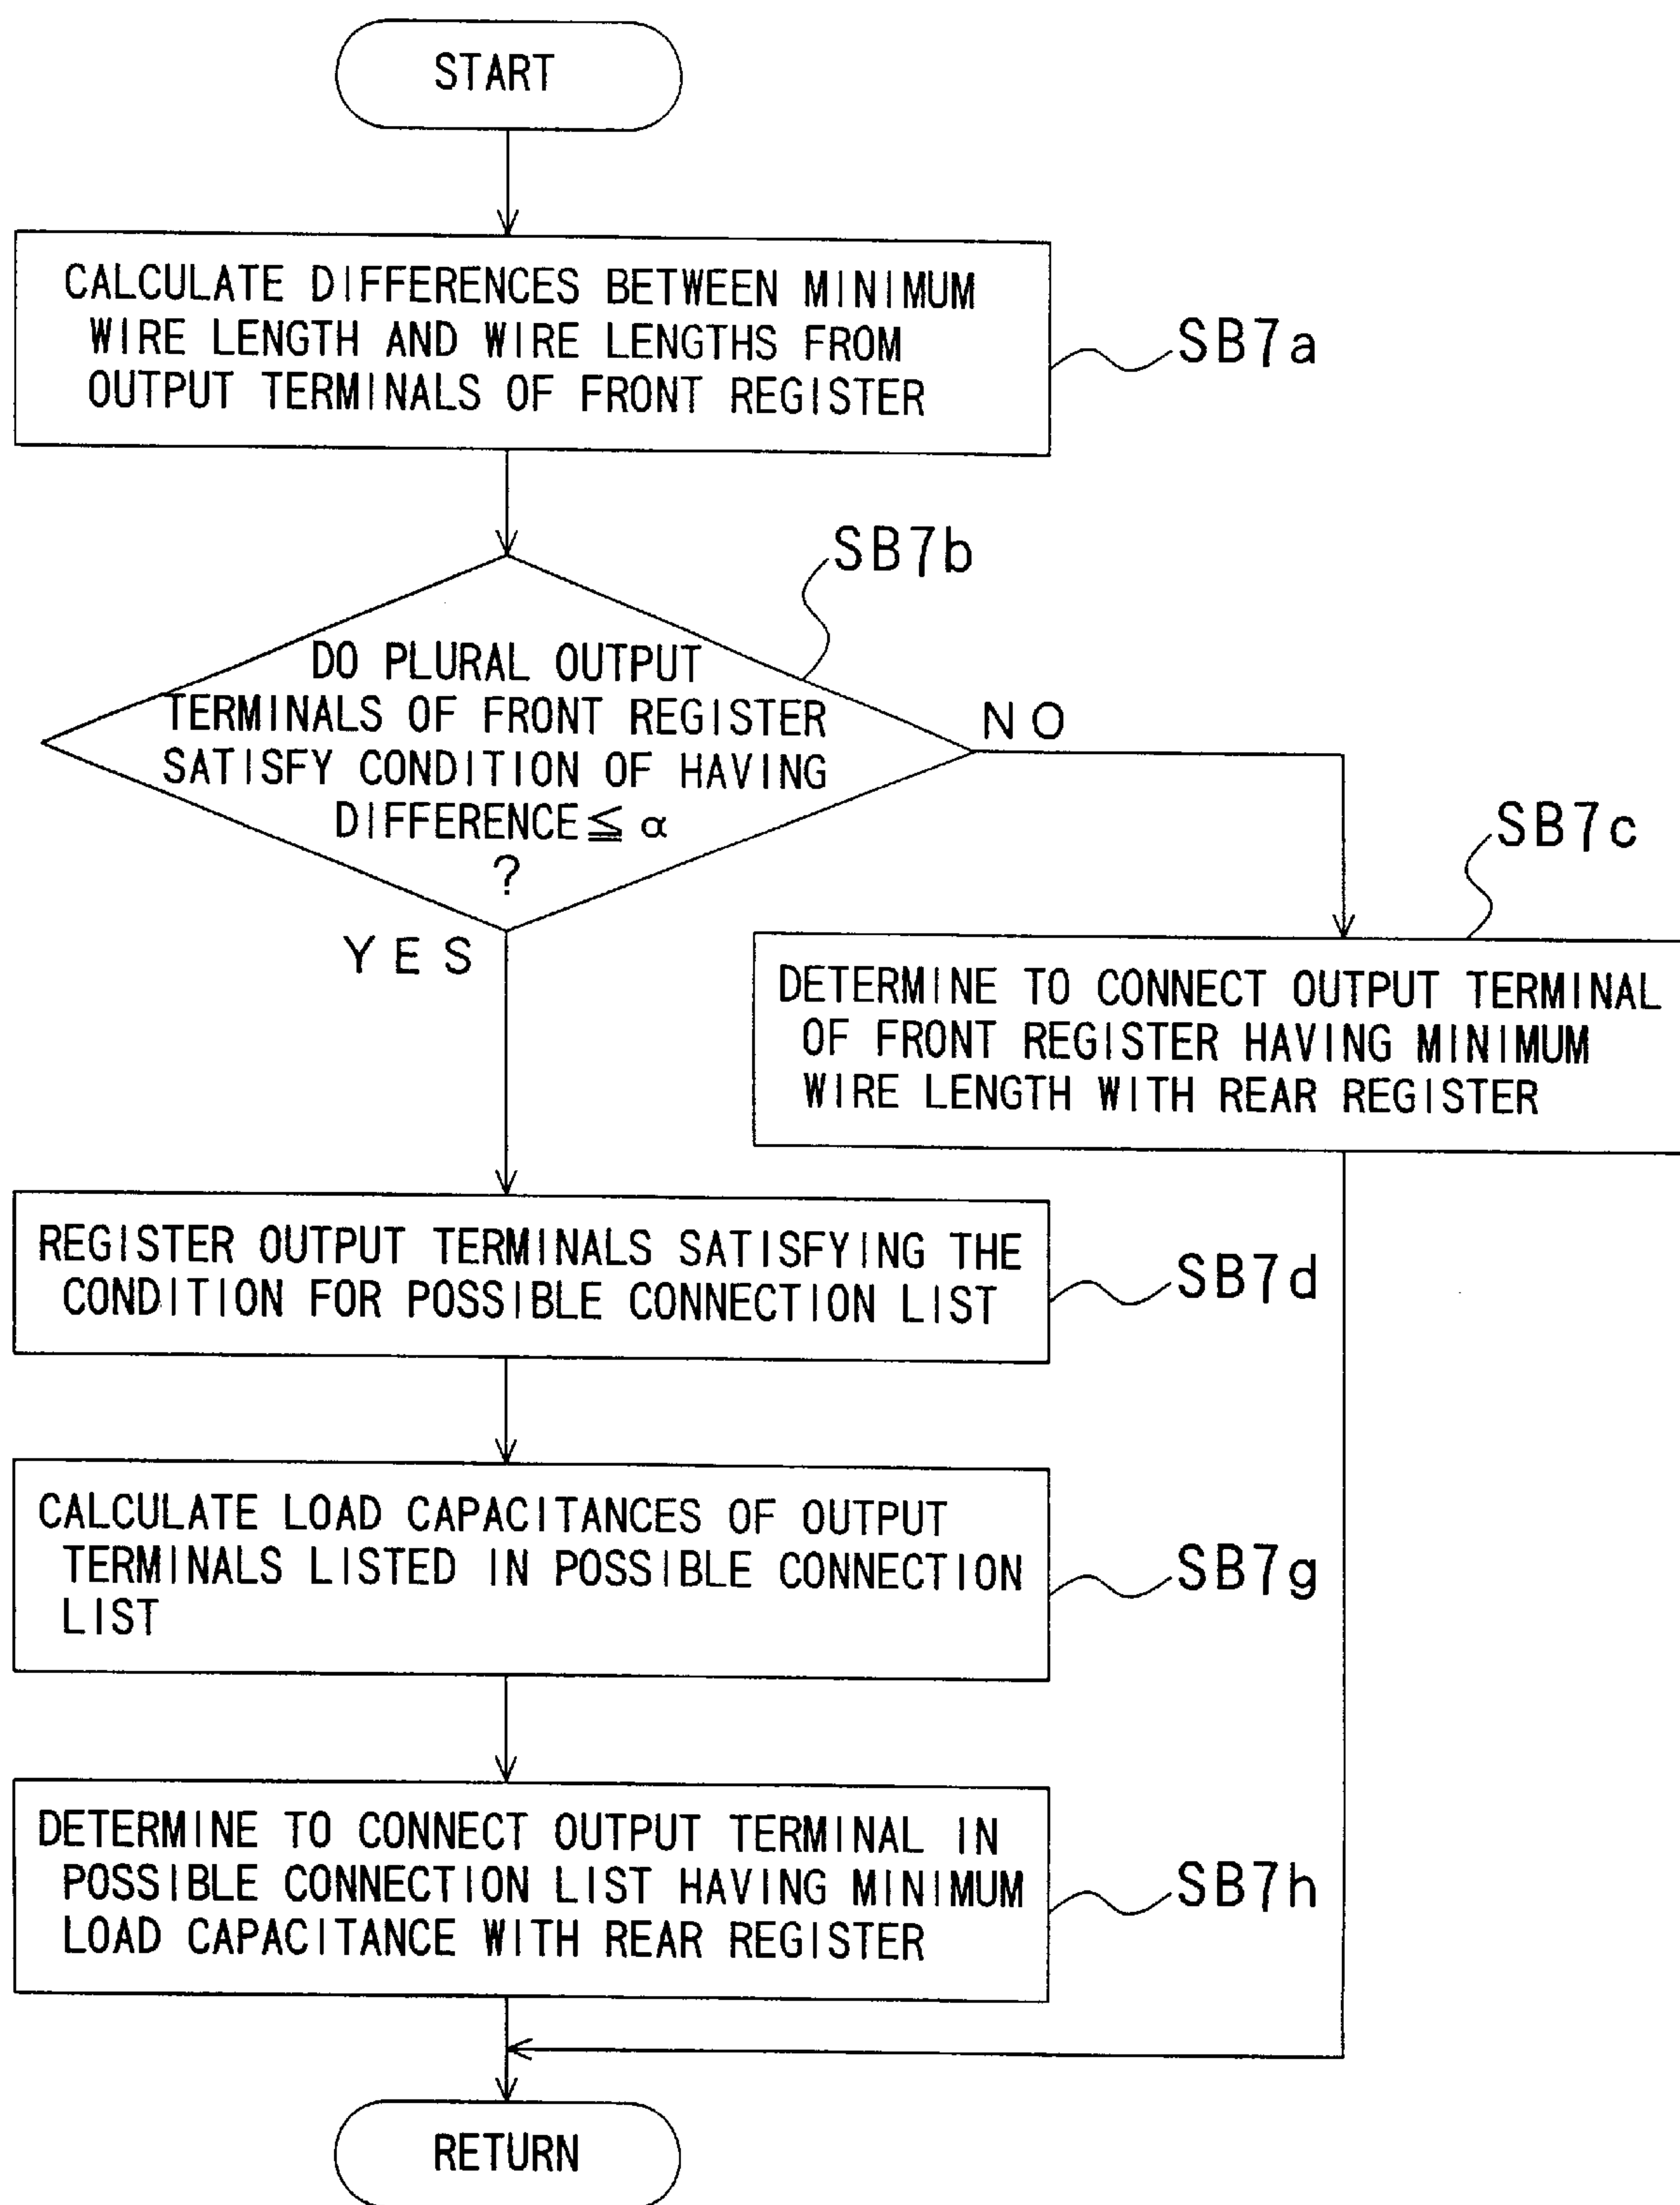 START
CALCULATE DIFFERENCES BETWEEN MINIMUM
WIRE LENGTH AND WIRE LENGTHS FROM
OUTPUT TERMINALS OF FRONT REGISTER
SB7a
SB7b
DO PLURAL OUTPUT
TERMINALS OF FRONT REGISTER
SATISFY CONDITION OF HAVING
DIFFERENCE≦α
?
NO
YES
SB7c
DETERMINE TO CONNECT OUTPUT TERMINAL
OF FRONT REGISTER HAVING MINIMUM
WIRE LENGTH WITH REAR REGISTER
REGISTER OUTPUT TERMINALS SATISFYING THE
CONDITION FOR POSSIBLE CONNECTION LIST
SB7d
CALCULATE LOAD CAPACITANCES OF OUTPUT
TERMINALS LISTED IN POSSIBLE CONNECTION
LIST
SB7g
DETERMINE TO CONNECT OUTPUT TERMINAL IN
POSSIBLE CONNECTION LIST HAVING MINIMUM
LOAD CAPACITANCE WITH REAR REGISTER
SB7h
RETURN